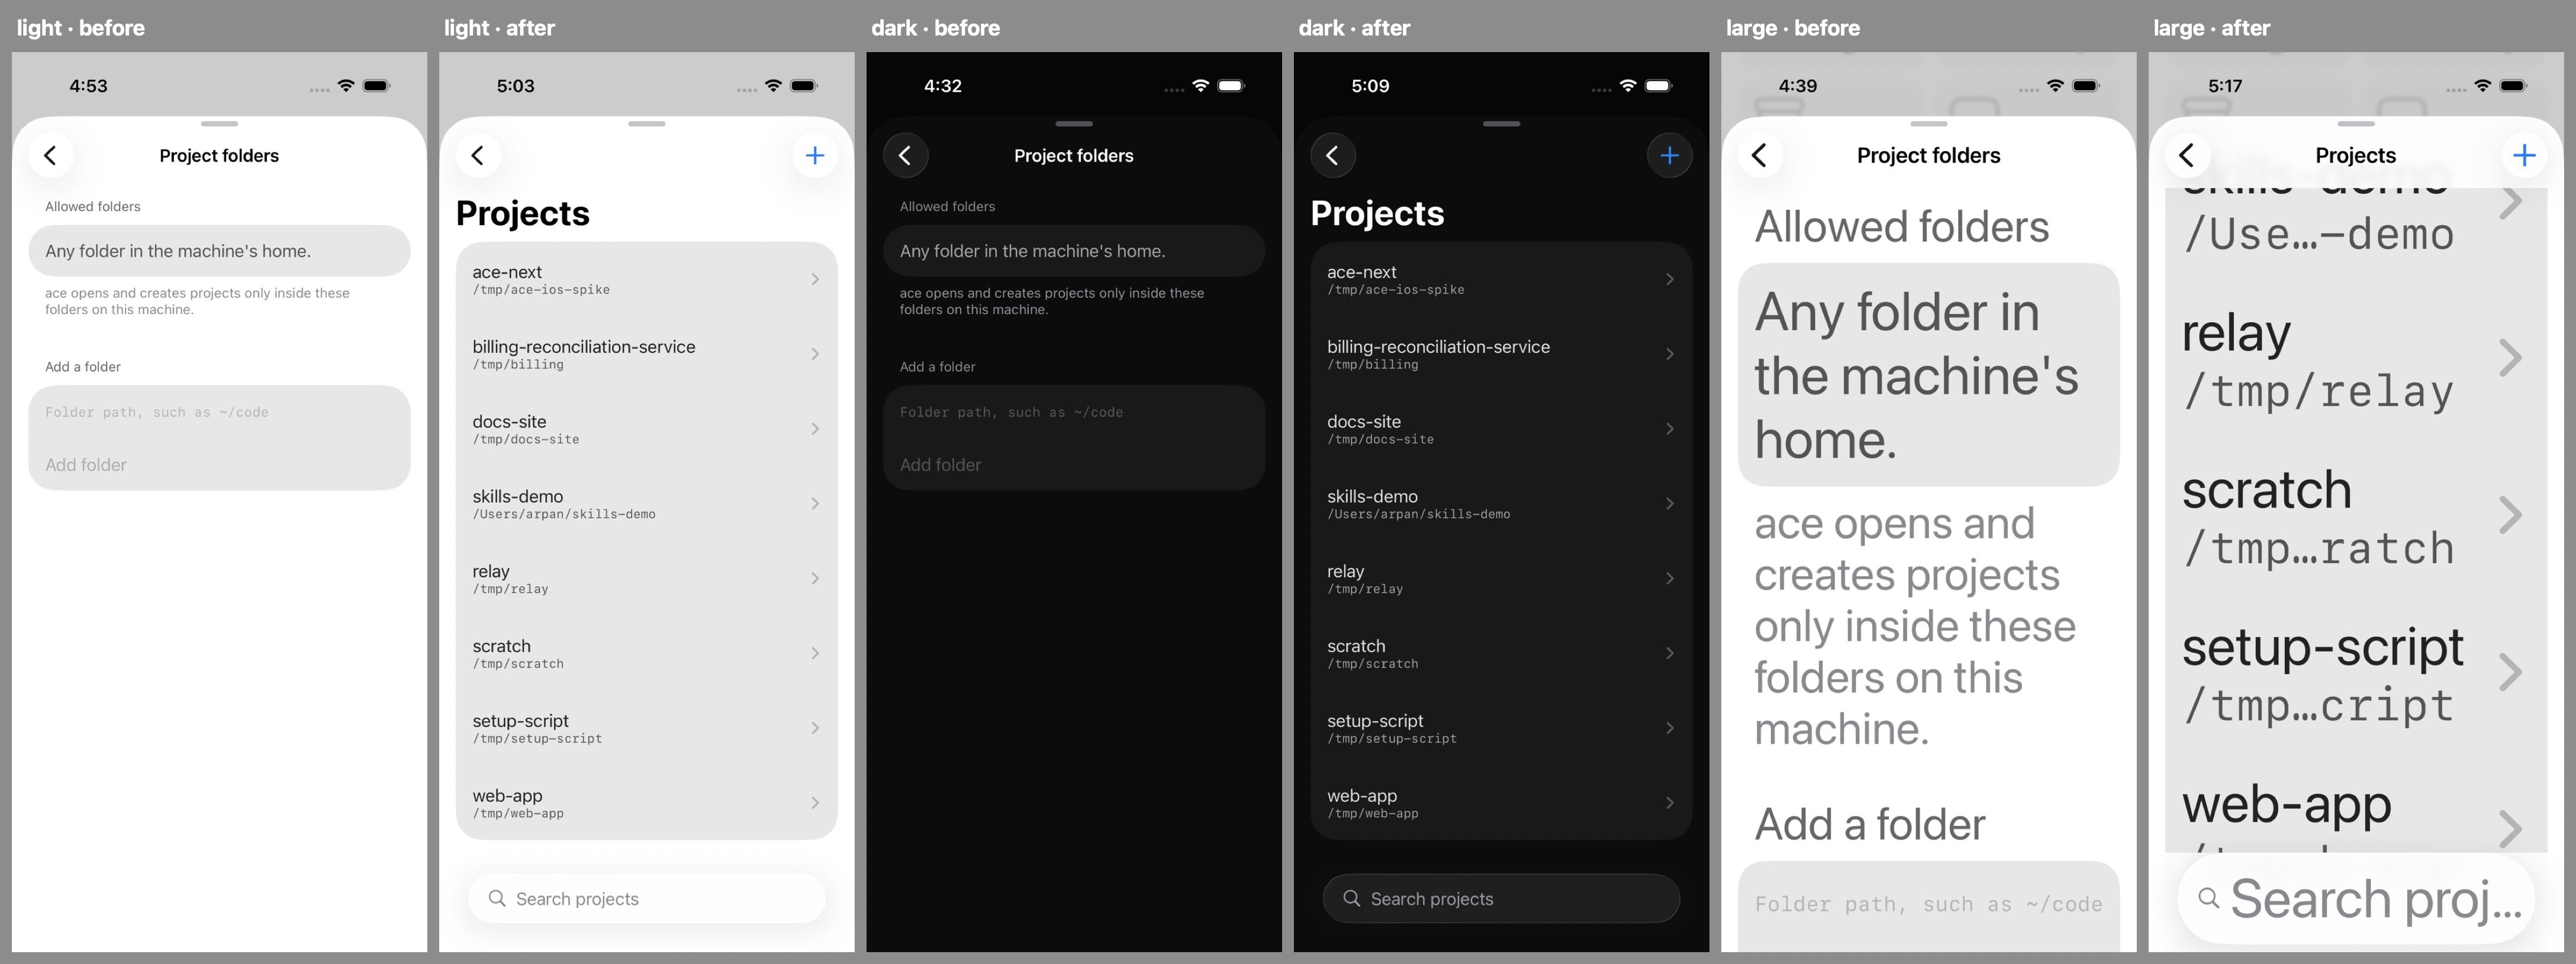 light · before
4:53
Project folders
Allowed folders
Any folder in the machine's home.
ace opens and creates projects only inside these
folders on this machine.
Add a folder
Folder path, such as ~/code
Add folder
light · after
5:03
Projects
ace-next
/tmp/ace-ios-spike
billing-reconciliation-service
/tmp/billing
docs-site
/tmp/docs-site
skills-demo
/Users/arpan/skills-demo
relay
/tmp/relay
scratch
/tmp/scratch
setup-script
/tmp/setup-script
web-app
/tmp/web-app
Search projects
dark · before
4:32
Project folders
Allowed folders
Any folder in the machine's home.
ace opens and creates projects only inside these
folders on this machine.
Add a folder
Folder path, such as ~/code
Add folder
dark · after
5:09
Projects
ace-next
/tmp/ace-ios-spike
billing-reconciliation-service
/tmp/billing
docs-site
/tmp/docs-site
skills-demo
/Users/arpan/skills-demo
relay
/tmp/relay
scratch
/tmp/scratch
setup-script
/tmp/setup-script
web-app
/tmp/web-app
Search projects
large · before
4:39
Project folders
Allowed folders
Any folder in
the machine's
home.
ace opens and
creates projects
only inside these
folders on this
machine.
Add a folder
Folder path, such as ~/code
large · after
5:17
Projects
skills-demo
/Use…-demo
relay
/tmp/relay
scratch
/tmp…ratch
setup-script
/tmp…cript
web-app
Search proj…